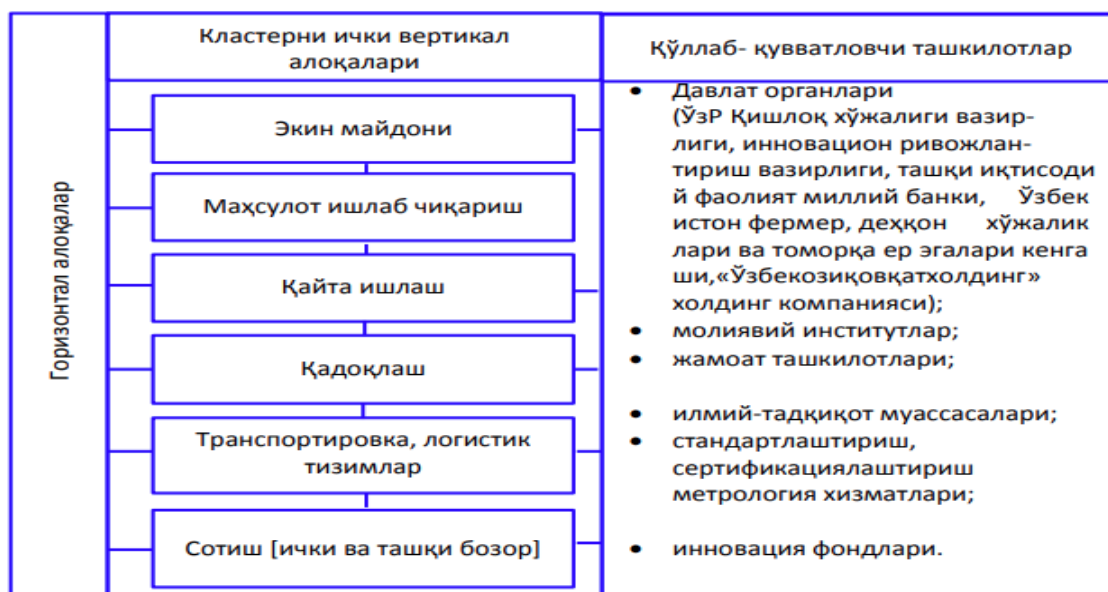 Горизонтал алоқалар
Кластерни ички вертикал
алоқалари
Экин майдони
Маҳсулот ишлаб чиқариш
Қайта ишлаш
Қадоқлаш
Транспортировка, логистик
тизимлар
Сотиш [ички ва ташқи бозор]
Қўллаб- қувватловчи ташкилотлар
• Давлат органлари
(ЎзР Қишлоқ хўжалиги вазир-
лиги, инновацион ривожлан-
тириш вазирлиги, ташқи иқтисоди
й фаолият миллий банки, Ўзбек
истон фермер, деҳқон хўжалик
лари ва томорқа ер эгалари кенга
ши,«Ўзбекозиқовқатхолдинг»
холдинг компанияси);
• молиявий институтлар;
• жамоат ташкилотлари;
• илмий-тадқиқот муассасалари;
• стандартлаштириш,
сертификациялаштириш
метрология хизматлари;
• инновация фондлари.